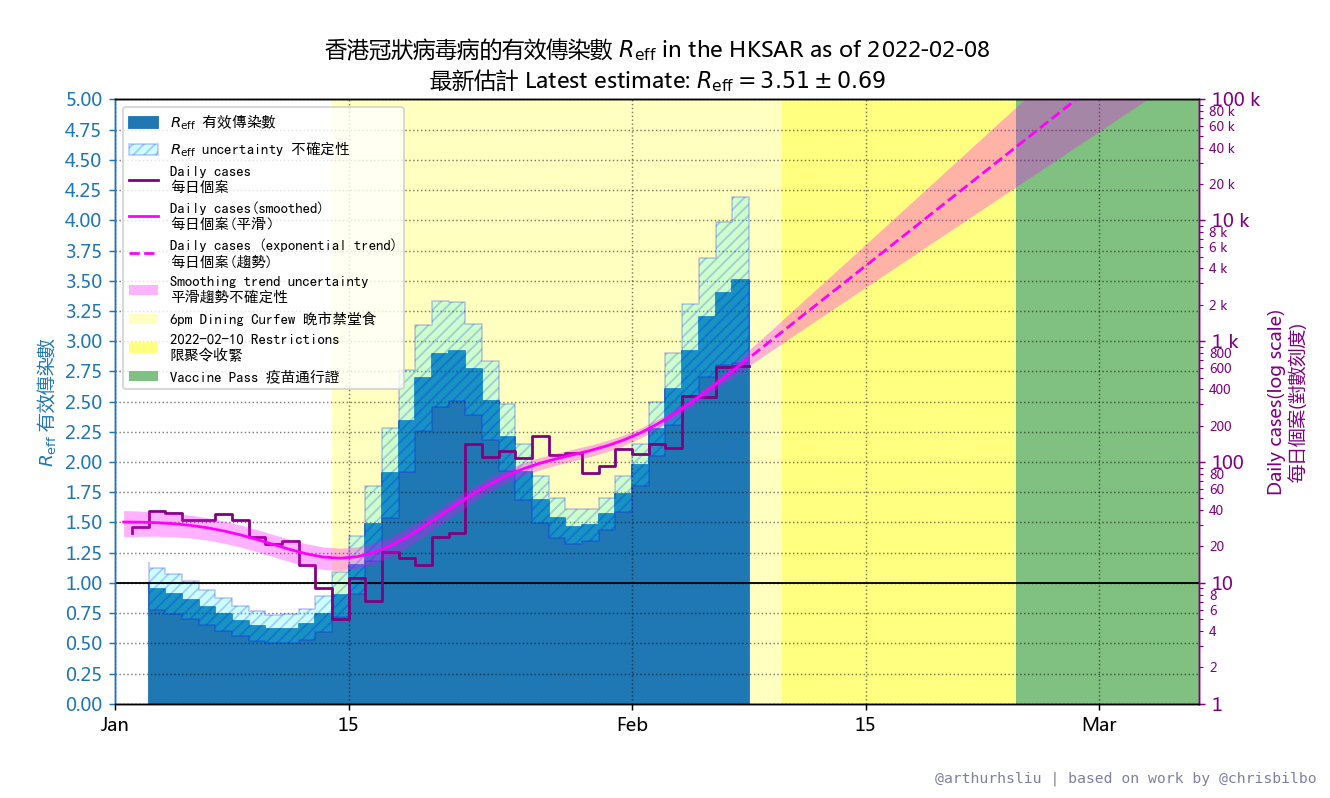 香港冠狀病毒病的有效傳染數 Reff in the HKSAR as of 2022-02-08
最新估計 Latest estimate: Reff = 3.51 ± 0.69
Reff 有效傳染數
Reff uncertainty 不確定性
Daily cases
每日個案
Daily cases(smoothed)
每日個案(平滑)
Daily cases (exponential trend)
每日個案(趨勢)
Smoothing trend uncertainty
平滑趨勢不確定性
6pm Dining Curfew 晚市禁堂食
2022-02-10 Restrictions
限聚令收緊
Vaccine Pass 疫苗通行證
Reff 有效傳染數
5.00
4.75
4.50
4.25
4.00
3.75
3.50
3.25
3.00
2.75
2.50
2.25
2.00
1.75
1.50
1.25
1.00
0.75
0.50
0.25
0.00
Jan
15
Feb
15
Mar
100 k
80 k
60 k
40 k
20 k
10 k
8 k
6 k
4 k
2 k
1 k
800
600
400
200
100
80
60
40
20
10
8
6
4
2
1
Daily cases(log scale)
每日個案(對數刻度)
@arthurhsliu | based on work by @chrisbilbo